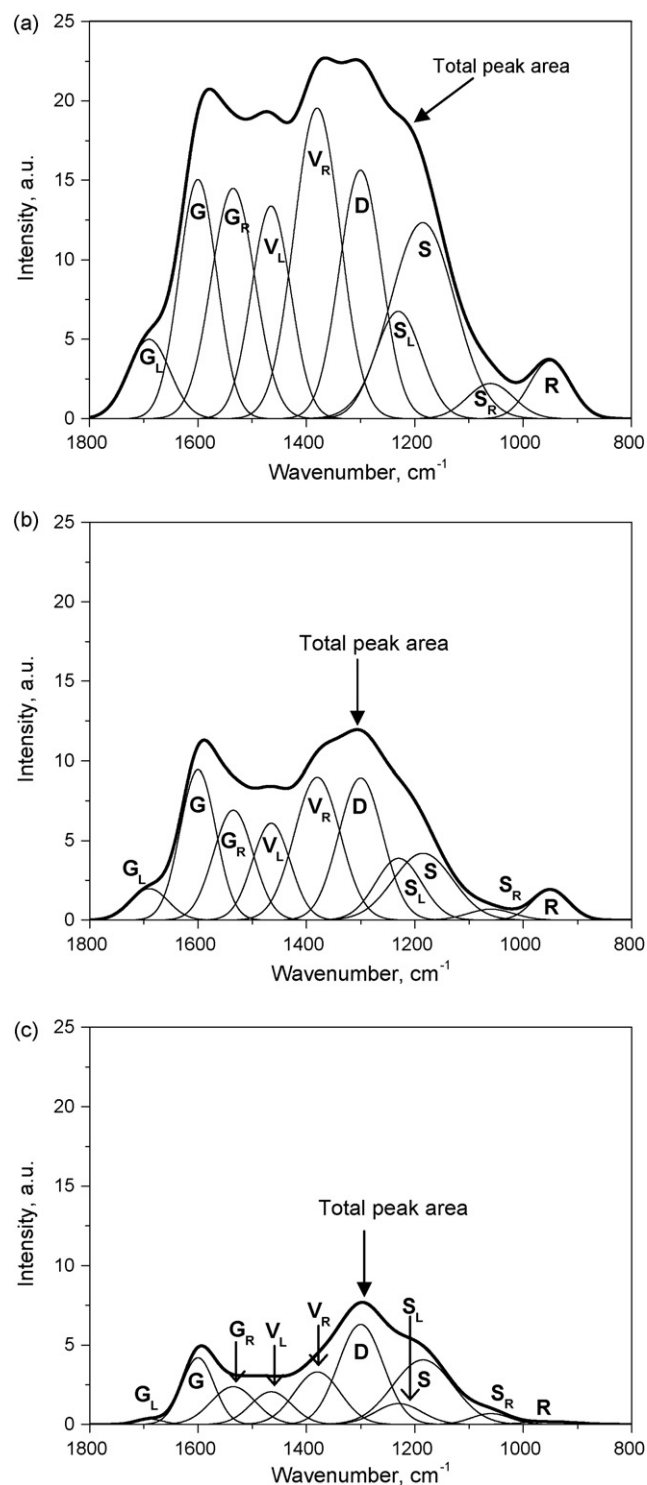 (a)
25
20
15
10
5
0
Intensity, a.u.
Total peak area
G_L
G
G_R
V_L
V_R
D
S_L
S
S_R
R
1800 1600 1400 1200 1000 800
Wavenumber, cm⁻¹
(b)
25
20
15
10
5
0
Intensity, a.u.
Total peak area
G_L
G
G_R
V_L
V_R
D
S_L
S
S_R
R
1800 1600 1400 1200 1000 800
Wavenumber, cm⁻¹
(c)
25
20
15
10
5
0
Intensity, a.u.
Total peak area
G_L
G
G_R
V_L
V_R
D
S_L
S
S_R
R
1800 1600 1400 1200 1000 800
Wavenumber, cm⁻¹